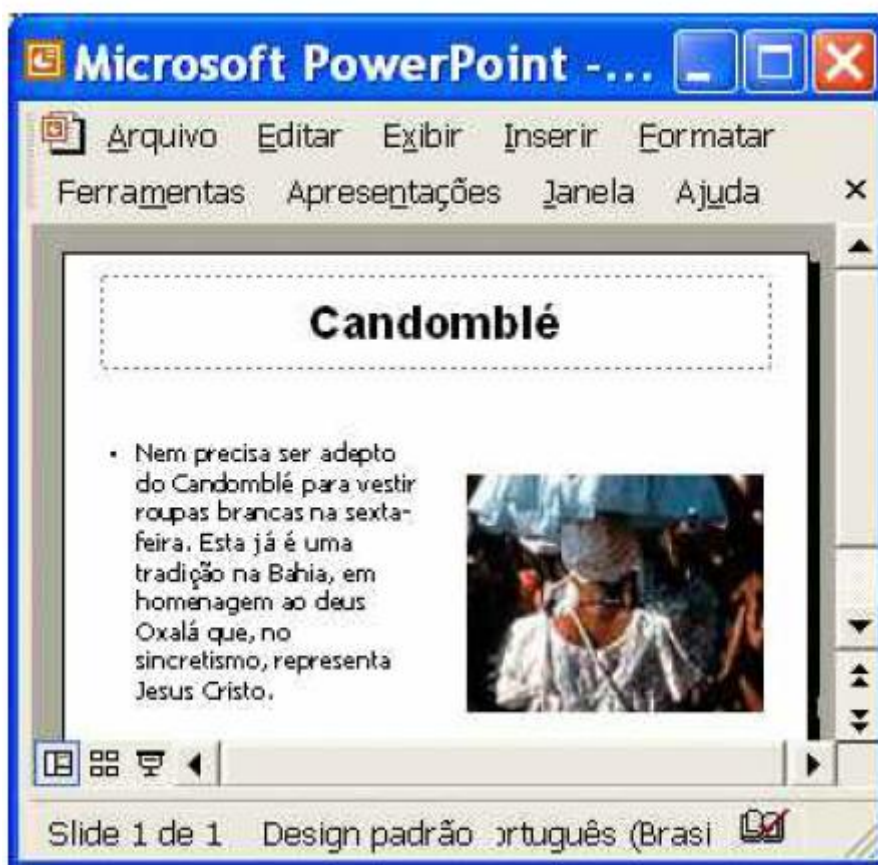 Microsoft PowerPoint -...
Arquivo Editar Exibir Inserir Formatar
Ferramentas Apresentações Janela Ajuda
Candomblé
• Nem precisa ser adepto
do Candomblé para vestir
roupas brancas na sexta-
feira. Esta já é uma
tradição na Bahia, em
homenagem ao deus
Oxalá que, no
sincretismo, representa
Jesus Cristo.
Slide 1 de 1 Design padrão ortuguês (Brasi